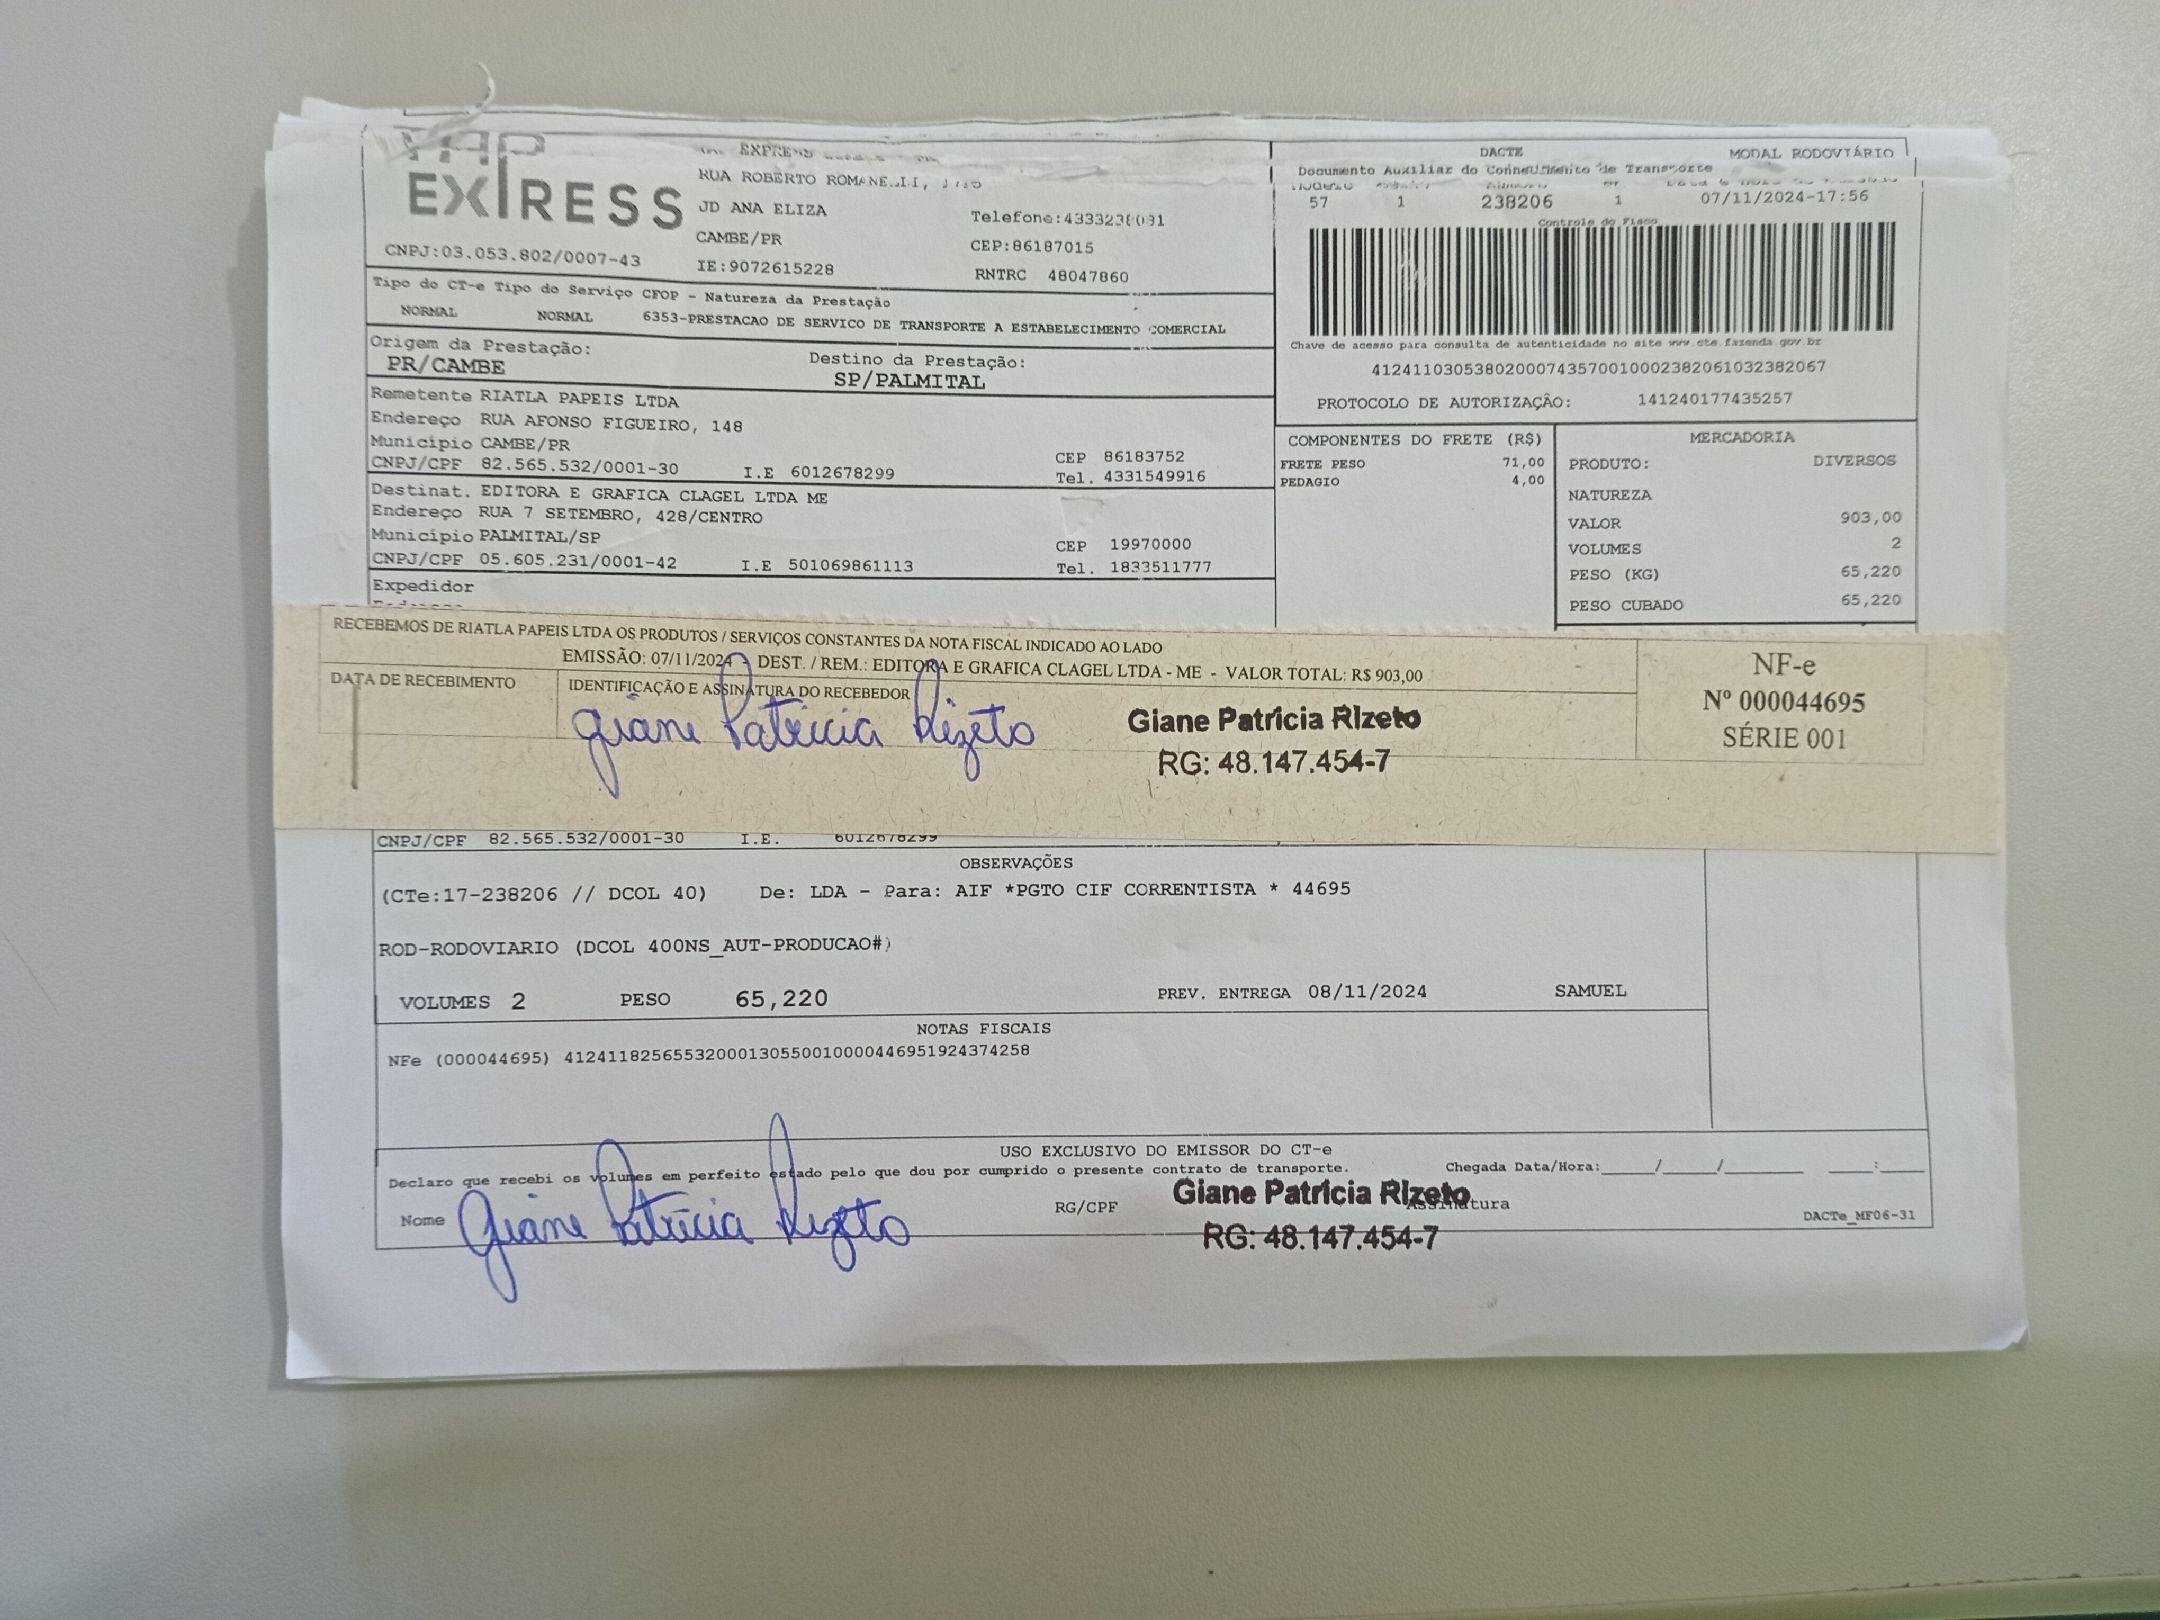 EXPRESS
RUA ROBERTO ROMANELLI,
JD ANA ELIZA
Telefone:
CAMBE/PR
CEP:86187015
CNPJ:03.053.802/0007-43
IE:9072615228
RNTRC 48047860
DACTE
MODAL RODOVIÁRIO
Documento Auxiliar do Conhecimento de Transporte
57 1 238206 1 07/11/2024-17:56
Controle do Fisco
Chave de acesso para consulta de autenticidade no site www.cte.fazenda.gov.br
41241103053802000743570010002382061032382067
PROTOCOLO DE AUTORIZAÇÃO: 141240177435257
Tipo do CT-e Tipo do Serviço CFOP - Natureza da Prestação
NORMAL NORMAL 6353-PRESTACAO DE SERVICO DE TRANSPORTE A ESTABELECIMENTO COMERCIAL
Origem da Prestação: Destino da Prestação:
PR/CAMBE SP/PALMITAL
Remetente RIATLA PAPEIS LTDA
Endereço RUA AFONSO FIGUEIRO, 148
Município CAMBE/PR CEP 86183752
CNPJ/CPF 82.565.532/0001-30 I.E 6012678299 Tel. 4331549916
Destinat. EDITORA E GRAFICA CLAGEL LTDA ME
Endereço RUA 7 SETEMBRO, 428/CENTRO
Município PALMITAL/SP CEP 19970000
CNPJ/CPF 05.605.231/0001-42 I.E 501069861113 Tel. 1833511777
Expedidor
COMPONENTES DO FRETE (R$)
FRETE PESO 71,00
PEDAGIO 4,00
MERCADORIA
PRODUTO: DIVERSOS
NATUREZA
VALOR 903,00
VOLUMES 2
PESO (KG) 65,220
PESO CUBADO 65,220
RECEBEMOS DE RIATLA PAPEIS LTDA OS PRODUTOS / SERVIÇOS CONSTANTES DA NOTA FISCAL INDICADO AO LADO
EMISSÃO: 07/11/2024 - DEST. / REM.: EDITORA E GRAFICA CLAGEL LTDA - ME - VALOR TOTAL: R$ 903,00
DATA DE RECEBIMENTO
IDENTIFICAÇÃO E ASSINATURA DO RECEBEDOR
Giane Patricia Rizeto
Giane Patricia Rizeto
RG: 48.147.454-7
NF-e
Nº 000044695
SÉRIE 001
CNPJ/CPF 82.565.532/0001-30 I.E. 6012678299
OBSERVAÇÕES
(CTe:17-238206 // DCOL 40) De: LDA - Para: AIF *PGTO CIF CORRENTISTA * 44695
ROD-RODOVIARIO (DCOL 400NS_AUT-PRODUCAO#)
VOLUMES 2 PESO 65,220 PREV. ENTREGA 08/11/2024 SAMUEL
NOTAS FISCAIS
NFe (000044695) 41241182565532000130550010000446951924374258
USO EXCLUSIVO DO EMISSOR DO CT-e
Declaro que recebi os volumes em perfeito estado pelo que dou por cumprido o presente contrato de transporte. Chegada Data/Hora:_____/_____/_______ ____:____
Nome Giane Patricia Rizeto RG/CPF Assinatura
Giane Patricia Rizeto
RG: 48.147.454-7
DACTe_MF06-31